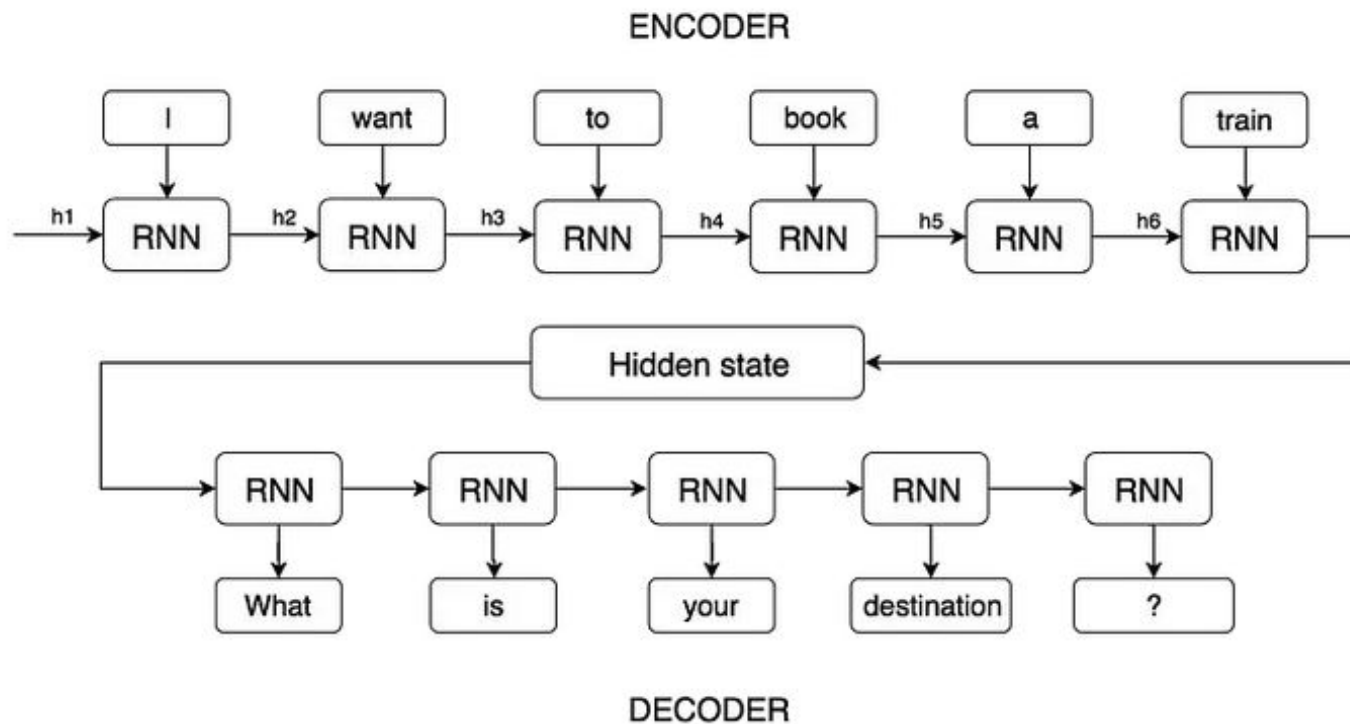 ENCODER
I want to book a train
h1 RNN h2 RNN h3 RNN h4 RNN h5 RNN h6 RNN
Hidden state
RNN RNN RNN RNN RNN
What is your destination ?
DECODER